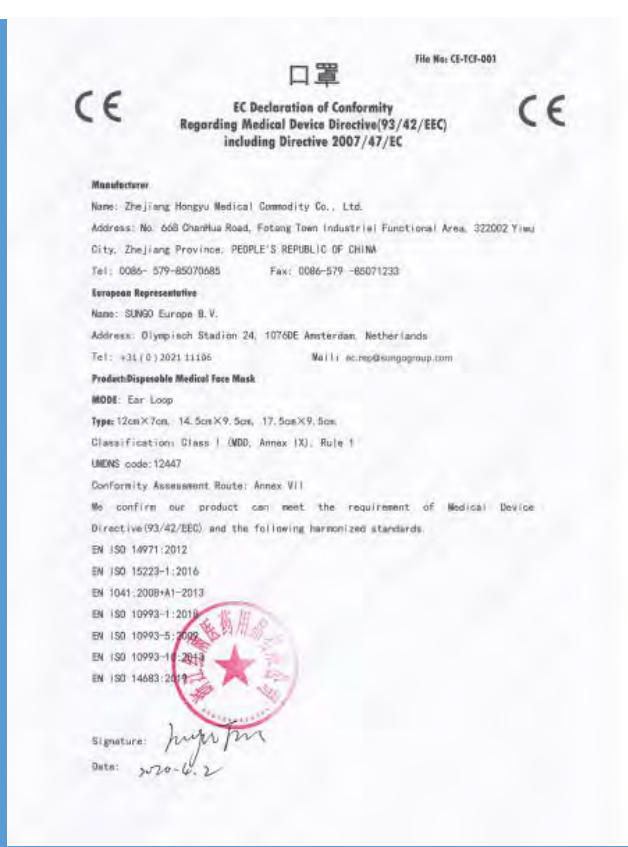 File No: CE-TCF-001
口罩
CE CE
EC Declaration of Conformity
Regarding Medical Device Directive(93/42/EEC)
including Directive 2007/47/EC
Manufacturer
Name: Zhejiang Hongyu Medical Commodity Co., Ltd.
Address: No. 668 ChanHua Road, Fotang Town Industriel Functional Area, 322002 Yiwu
City, Zhejiang Province, PEOPLE'S REPUBLIC OF CHINA
Tel: 0086- 579-85070685 Fax: 0086-579 -85071233
European Representative
Name: SUNGO Europe B.V.
Address: Olympisch Stadion 24, 1076DE Amsterdam, Netherlands
Tel: +31(0)2021 11106 Mail: ec.rep@sungogroup.com
Product:Disposable Medical Face Mask
MODE: Ear Loop
Type: 12cm×7cm, 14.5cm×9.5cm, 17.5cm×9.5cm
Classification: Class I (MDD, Annex IX), Rule 1
UMDNS code:12447
Conformity Assessment Route: Annex VII
We confirm our product can meet the requirement of Medical Device
Directive(93/42/EEC) and the following harmonized standards.
EN ISO 14971:2012
EN ISO 15223-1:2016
EN 1041:2008+A1-2013
EN ISO 10993-1:2018
EN ISO 10993-5:2009
EN ISO 10993-10:2013
EN ISO 14683:2019
医药用品
Signature:
Date: 2020-4.2